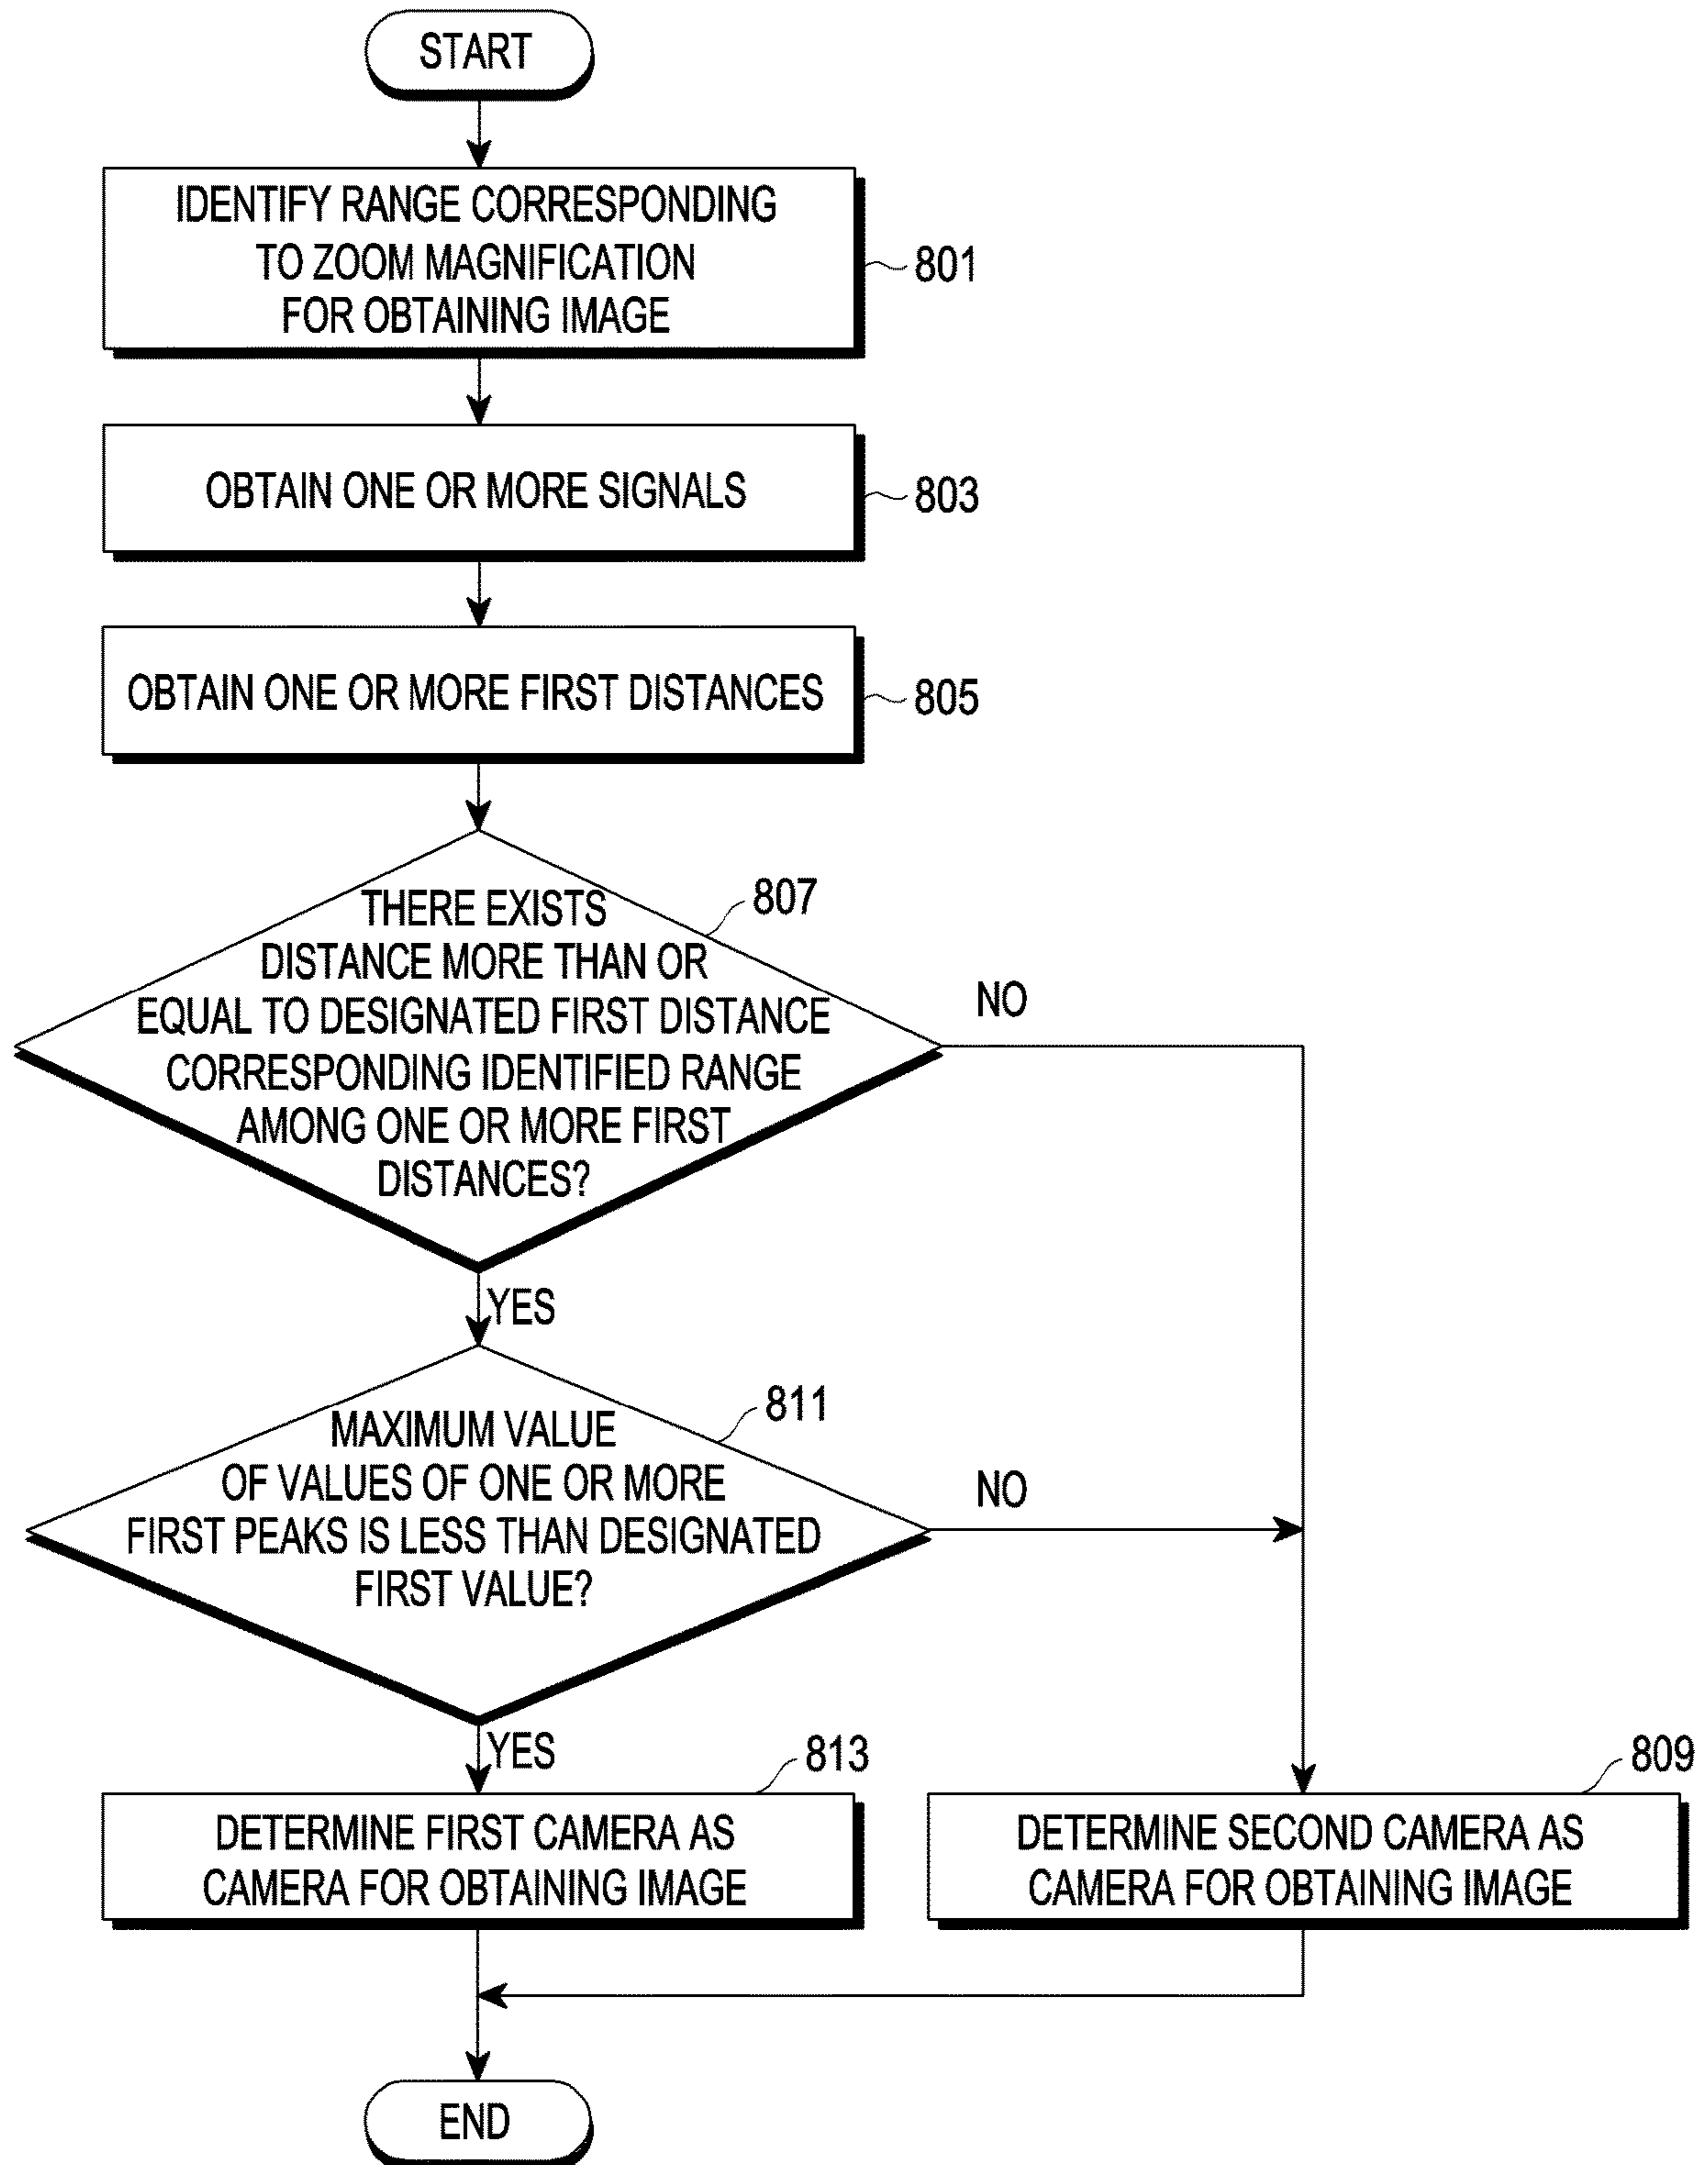 START
IDENTIFY RANGE CORRESPONDING
TO ZOOM MAGNIFICATION
FOR OBTAINING IMAGE
801
OBTAIN ONE OR MORE SIGNALS
803
OBTAIN ONE OR MORE FIRST DISTANCES
805
807
THERE EXISTS
DISTANCE MORE THAN OR
EQUAL TO DESIGNATED FIRST DISTANCE
CORRESPONDING IDENTIFIED RANGE
AMONG ONE OR MORE FIRST
DISTANCES?
NO
YES
811
MAXIMUM VALUE
OF VALUES OF ONE OR MORE
FIRST PEAKS IS LESS THAN DESIGNATED
FIRST VALUE?
NO
YES
813
DETERMINE FIRST CAMERA AS
CAMERA FOR OBTAINING IMAGE
809
DETERMINE SECOND CAMERA AS
CAMERA FOR OBTAINING IMAGE
END